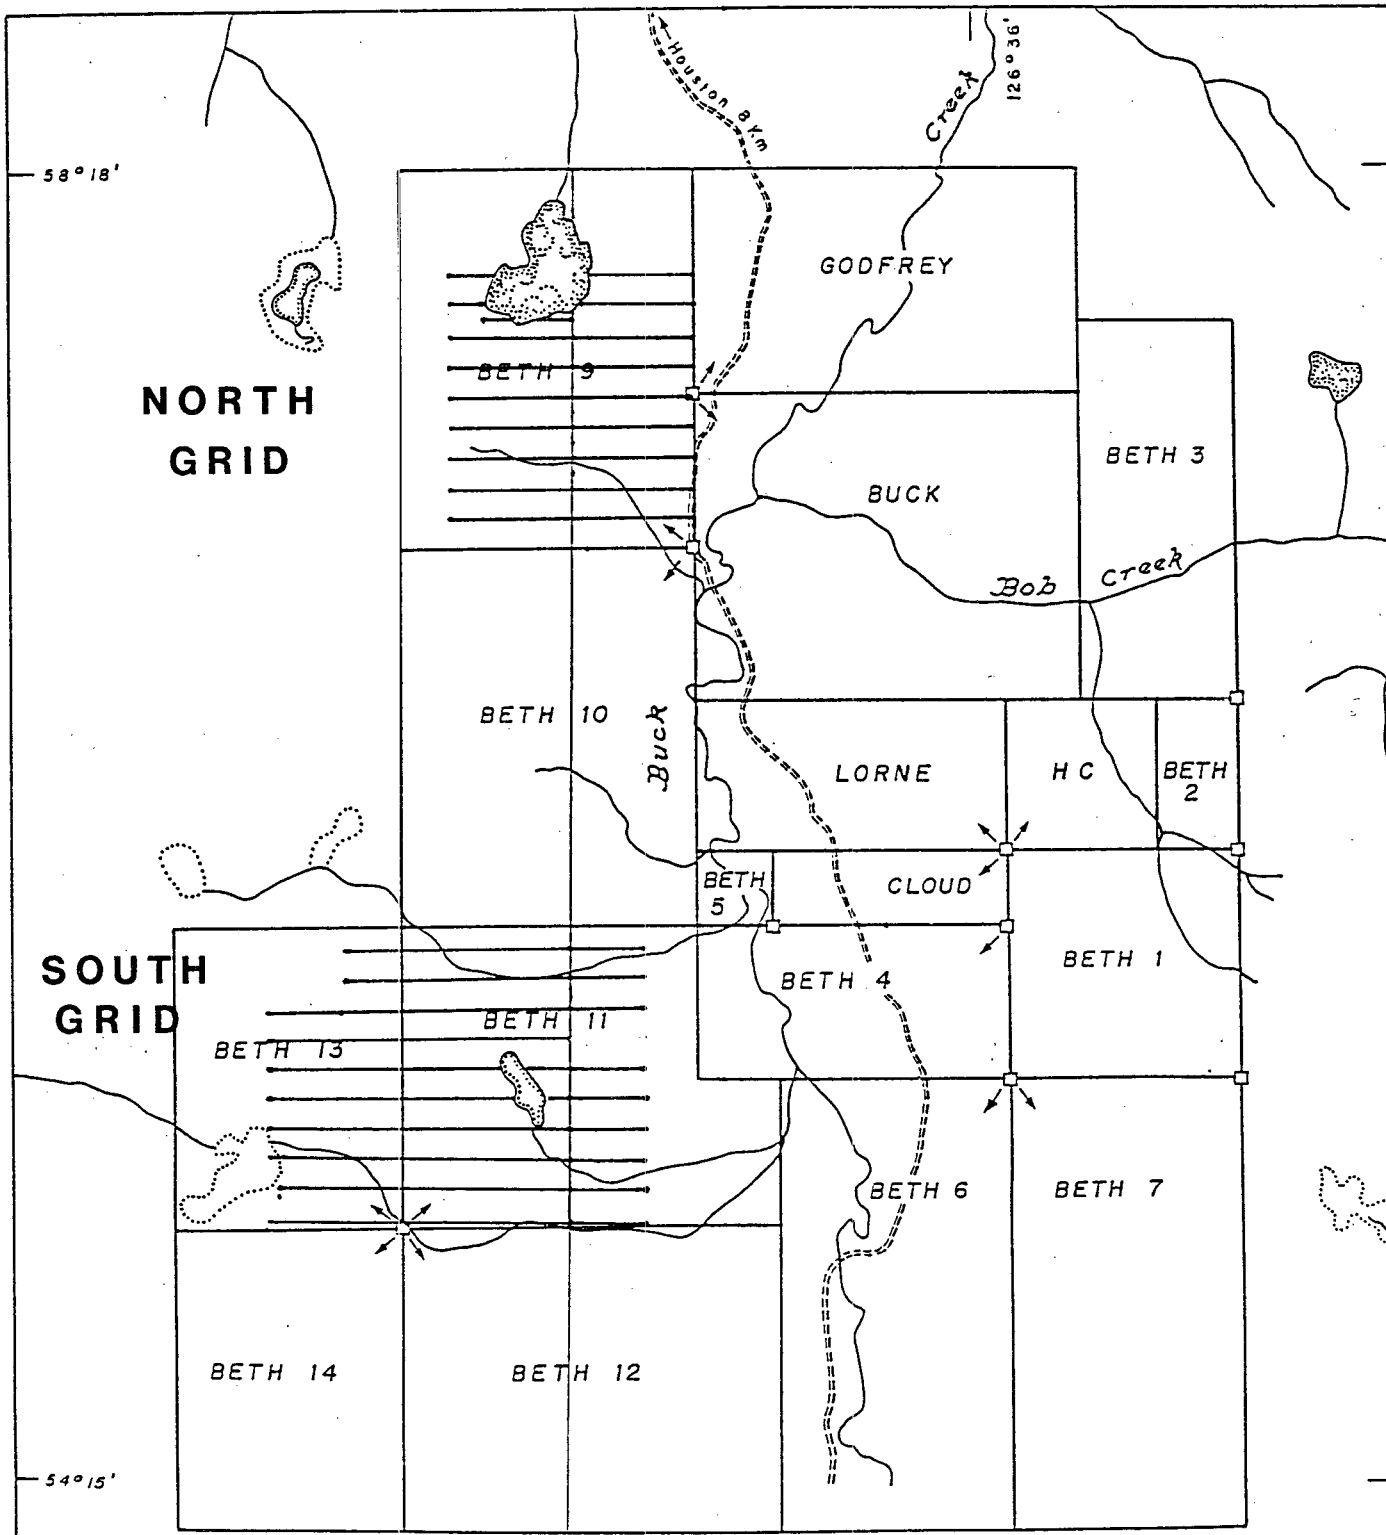 Houston 8 Km
Creek
126° 36'
58° 18'
GODFREY
BETH 9
NORTH
GRID
BETH 3
BUCK
Bob Creek
BETH 10
Buck
LORNE
H C
BETH
2
BETH
5
CLOUD
SOUTH
GRID
BETH 1
BETH 4
BETH 11
BETH 13
BETH 6
BETH 7
BETH 14
BETH 12
54° 15'